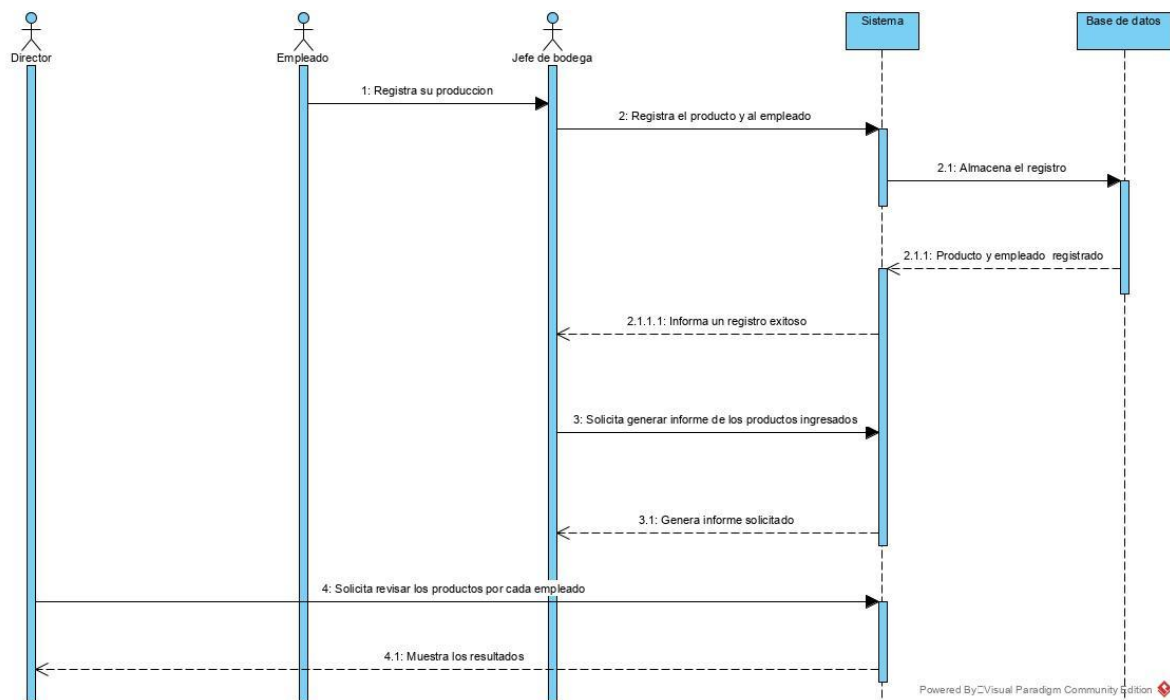 Director
Empleado
Jefe de bodega
Sistema
Base de datos
1: Registra su produccion
2: Registra el producto y al empleado
2.1: Almacena el registro
2.1.1: Producto y empleado registrado
2.1.1.1: Informa un registro exitoso
3: Solicita generar informe de los productos ingresados
3.1: Genera informe solicitado
4: Solicita revisar los productos por cada empleado
4.1: Muestra los resultados
Powered By Visual Paradigm Community Edition